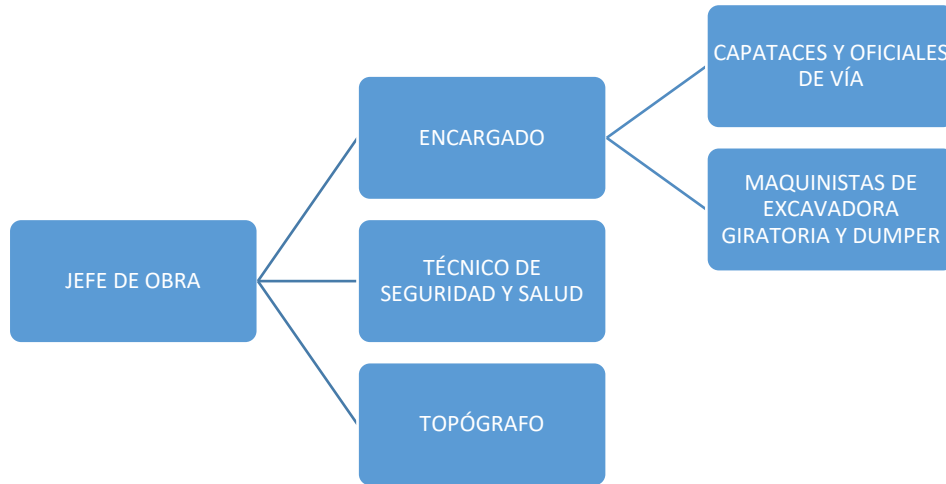 JEFE DE OBRA
ENCARGADO
CAPATACES Y OFICIALES
DE VÍA
MAQUINISTAS DE
EXCAVADORA
GIRATORIA Y DUMPER
TÉCNICO DE
SEGURIDAD Y SALUD
TOPÓGRAFO